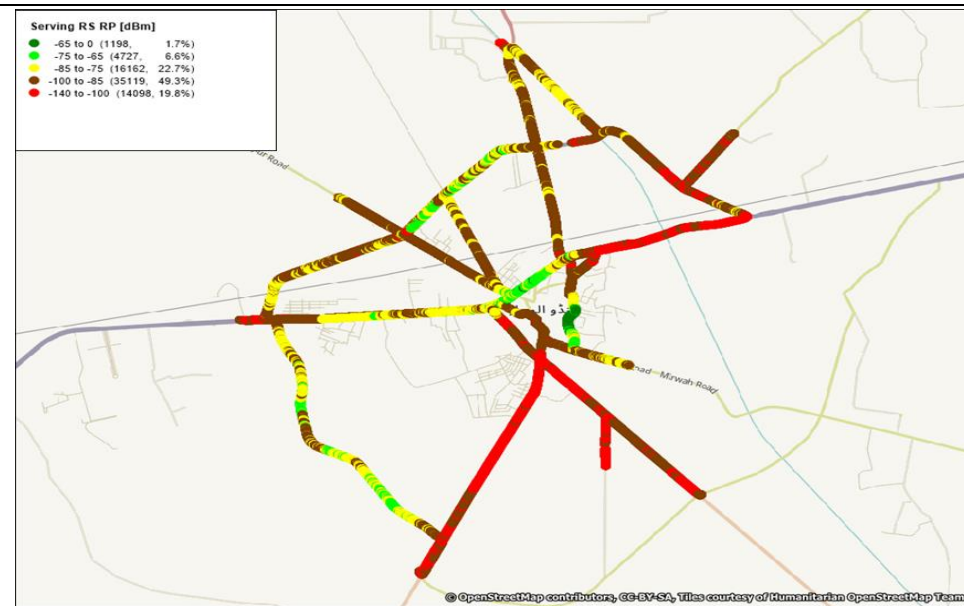 Serving RS RP [dBm]
-65 to 0 (1198, 1.7%)
-75 to -65 (4727, 6.6%)
-85 to -75 (16162, 22.7%)
-100 to -85 (35119, 49.3%)
-140 to -100 (14098, 19.8%)
Road
Mirwah Road
© OpenStreetMap contributors, CC-BY-SA, Tiles courtesy of Humanitarian OpenStreetMap Team